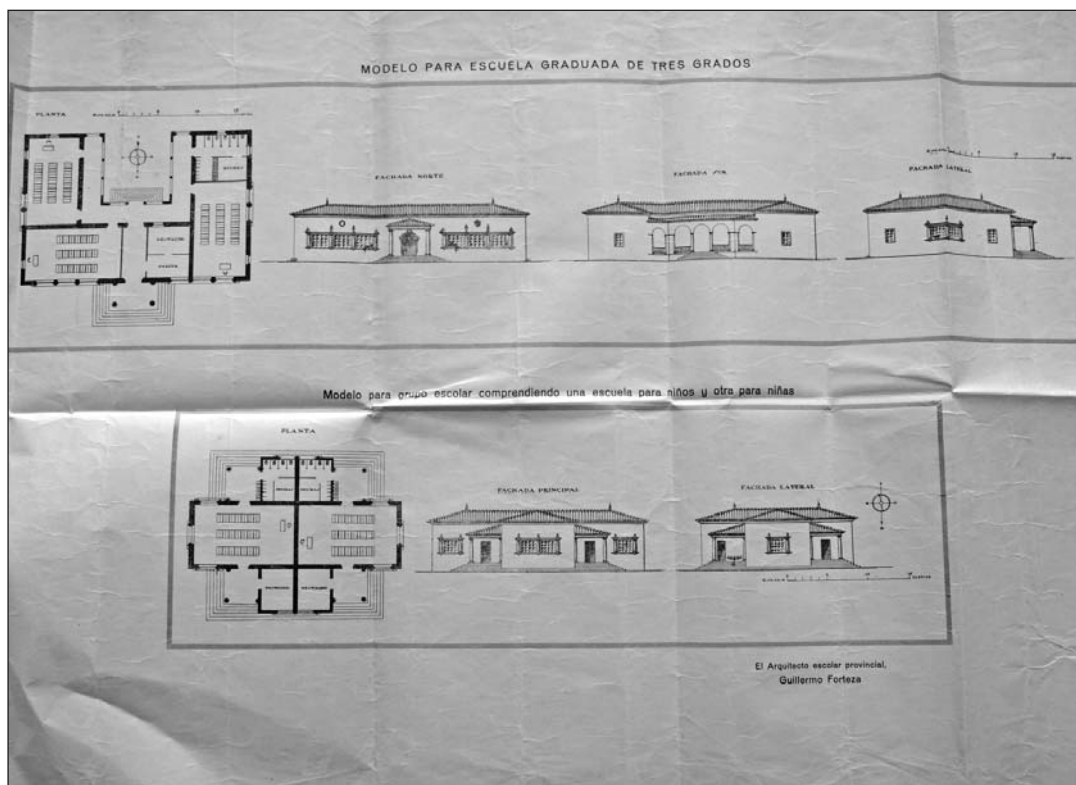 MODELO PARA ESCUELA GRADUADA DE TRES GRADOS
PLANTA
FACHADA NORTE
FACHADA SUR
FACHADA LATERAL
Modelo para grupo escolar comprendiendo una escuela para niños y otra para niñas
PLANTA
FACHADA PRINCIPAL
FACHADA LATERAL
El Arquitecto escolar provincial,
Guillermo Forteza